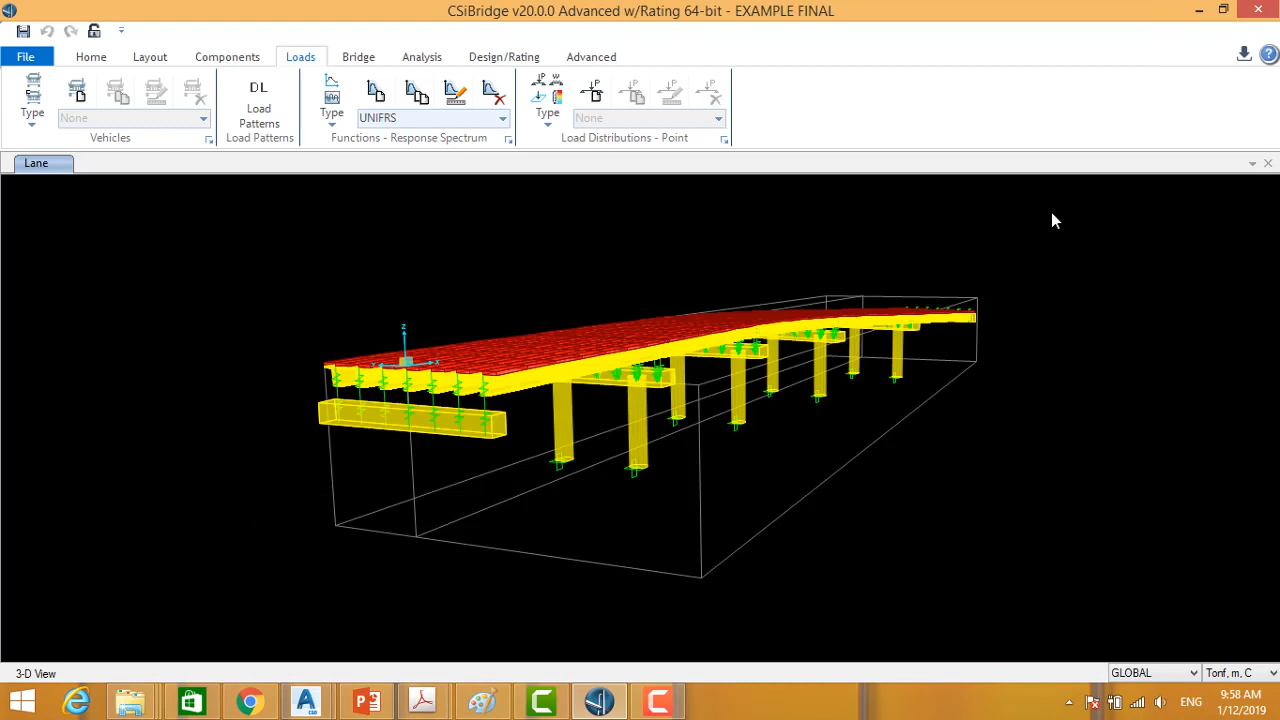 CSiBridge v20.0.0 Advanced w/Rating 64-bit - EXAMPLE FINAL
File Home Layout Components Loads Bridge Analysis Design/Rating Advanced
Type
None
Vehicles
DL
Load
Patterns
Load Patterns
Type
UNIFRS
Functions - Response Spectrum
Type
None
Load Distributions - Point
Lane
z
x
3-D View
GLOBAL
Tonf, m, C
ENG
9:58 AM
1/12/2019